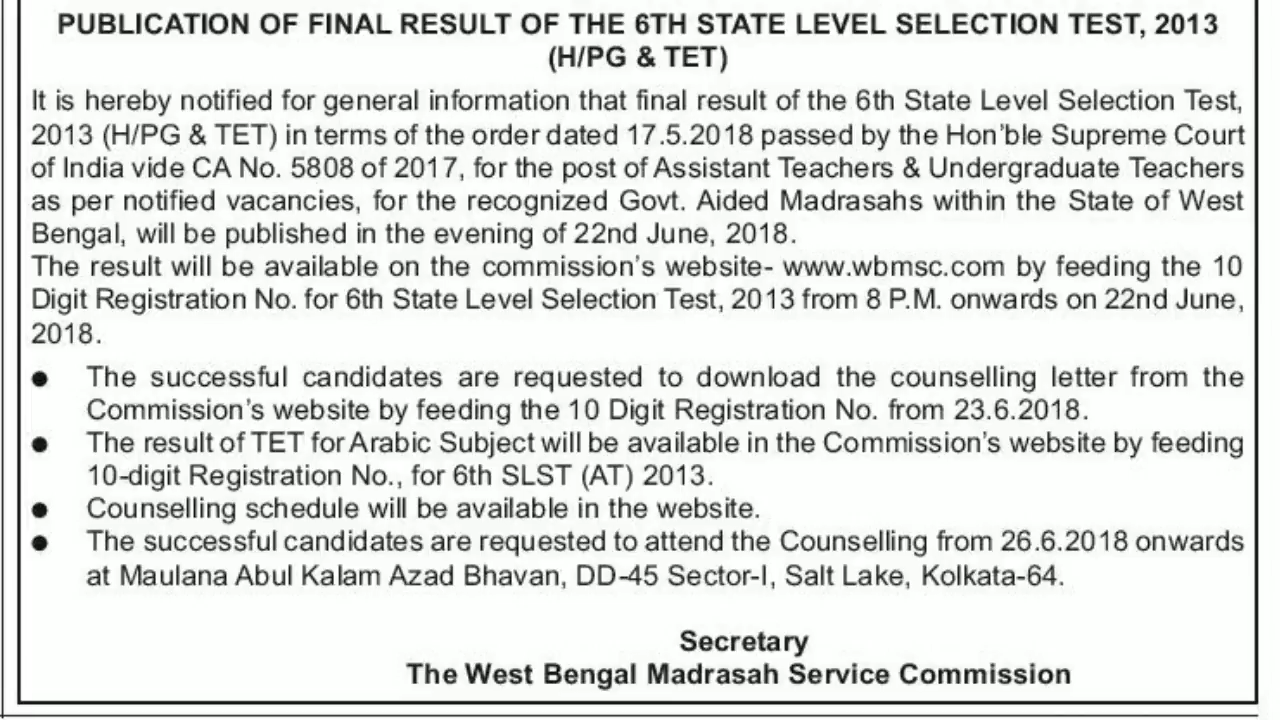 PUBLICATION OF FINAL RESULT OF THE 6TH STATE LEVEL SELECTION TEST, 2013
(H/PG & TET)
It is hereby notified for general information that final result of the 6th State Level Selection Test,
2013 (H/PG & TET) in terms of the order dated 17.5.2018 passed by the Hon'ble Supreme Court
of India vide CA No. 5808 of 2017, for the post of Assistant Teachers & Undergraduate Teachers
as per notified vacancies, for the recognized Govt. Aided Madrasahs within the State of West
Bengal, will be published in the evening of 22nd June, 2018.
The result will be available on the commission's website- www.wbmsc.com by feeding the 10
Digit Registration No. for 6th State Level Selection Test, 2013 from 8 P.M. onwards on 22nd June,
2018.
● The successful candidates are requested to download the counselling letter from the
Commission's website by feeding the 10 Digit Registration No. from 23.6.2018.
● The result of TET for Arabic Subject will be available in the Commission's website by feeding
10-digit Registration No., for 6th SLST (AT) 2013.
● Counselling schedule will be available in the website.
● The successful candidates are requested to attend the Counselling from 26.6.2018 onwards
at Maulana Abul Kalam Azad Bhavan, DD-45 Sector-I, Salt Lake, Kolkata-64.
Secretary
The West Bengal Madrasah Service Commission